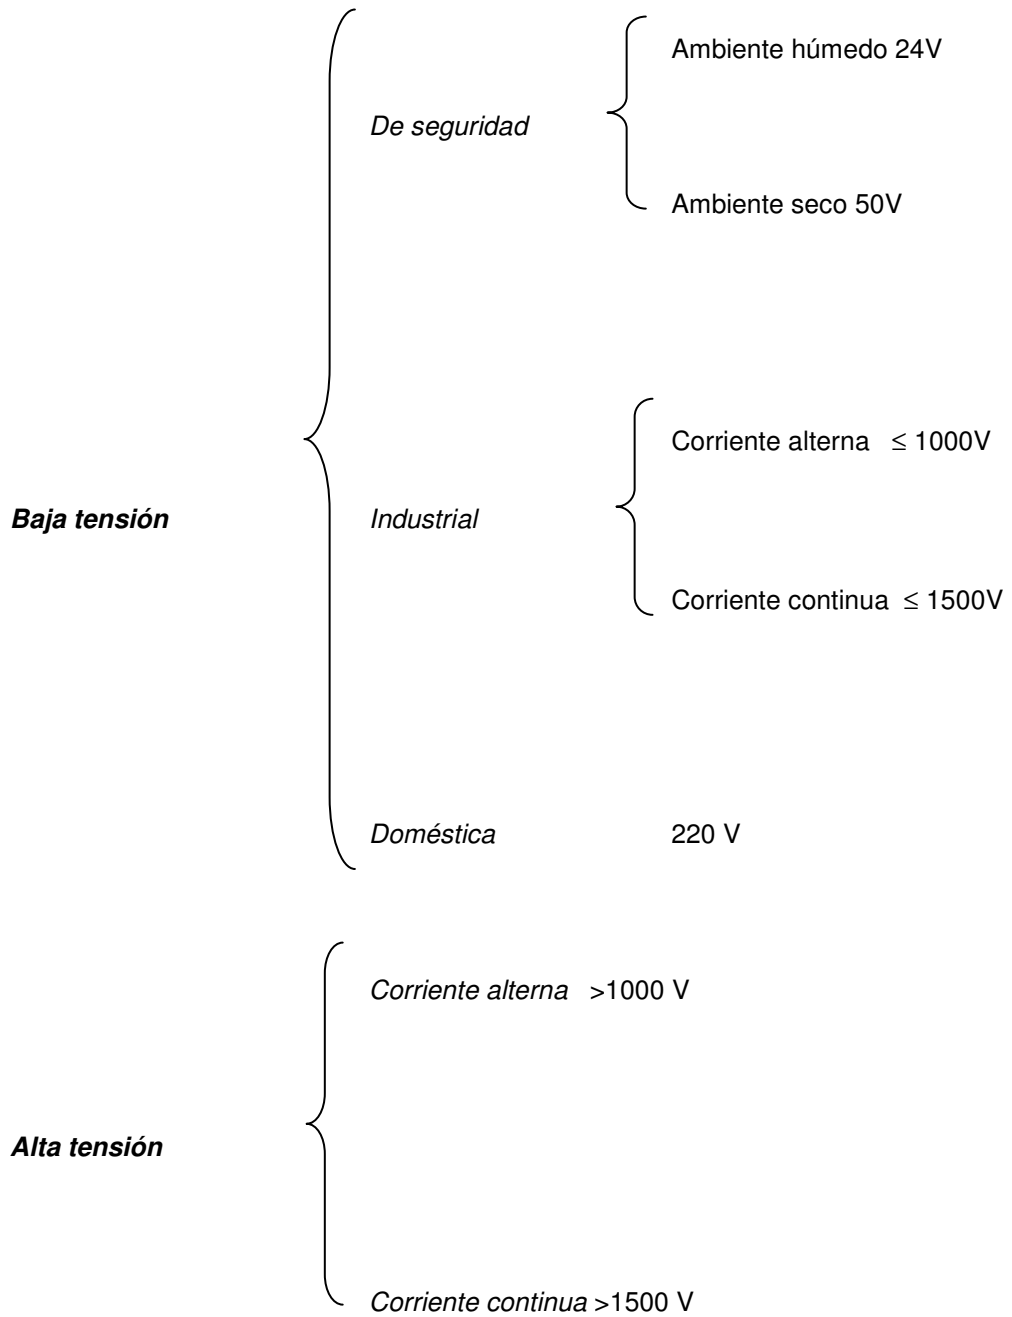 Ambiente húmedo 24V
De seguridad
Ambiente seco 50V
Corriente alterna ≤ 1000V
Baja tensión
Industrial
Corriente continua ≤ 1500V
Doméstica 220 V
Corriente alterna >1000 V
Alta tensión
Corriente continua >1500 V